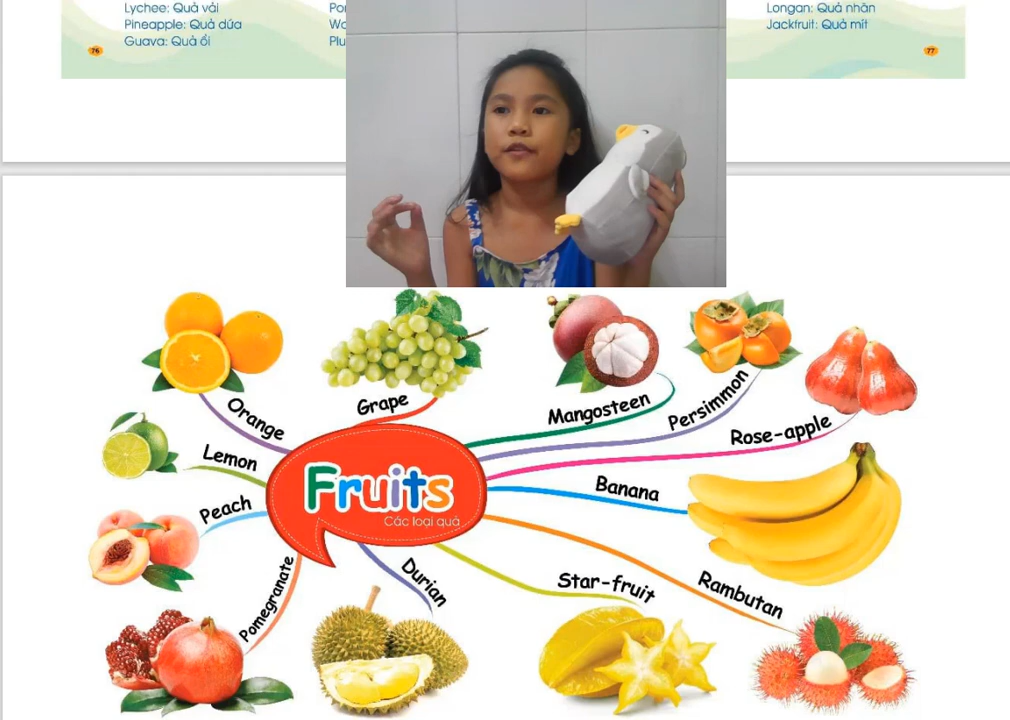 Lychee: Quả vải
Pineapple: Quả dứa
Guava: Quả ổi
Longan: Quả nhãn
Jackfruit: Quả mít
76
77
Orange
Grape
Mangosteen
Persimmon
Rose-apple
Lemon
Peach
Pomegranate
Fruits
Các loại quả
Banana
Durian
Star-fruit
Rambutan